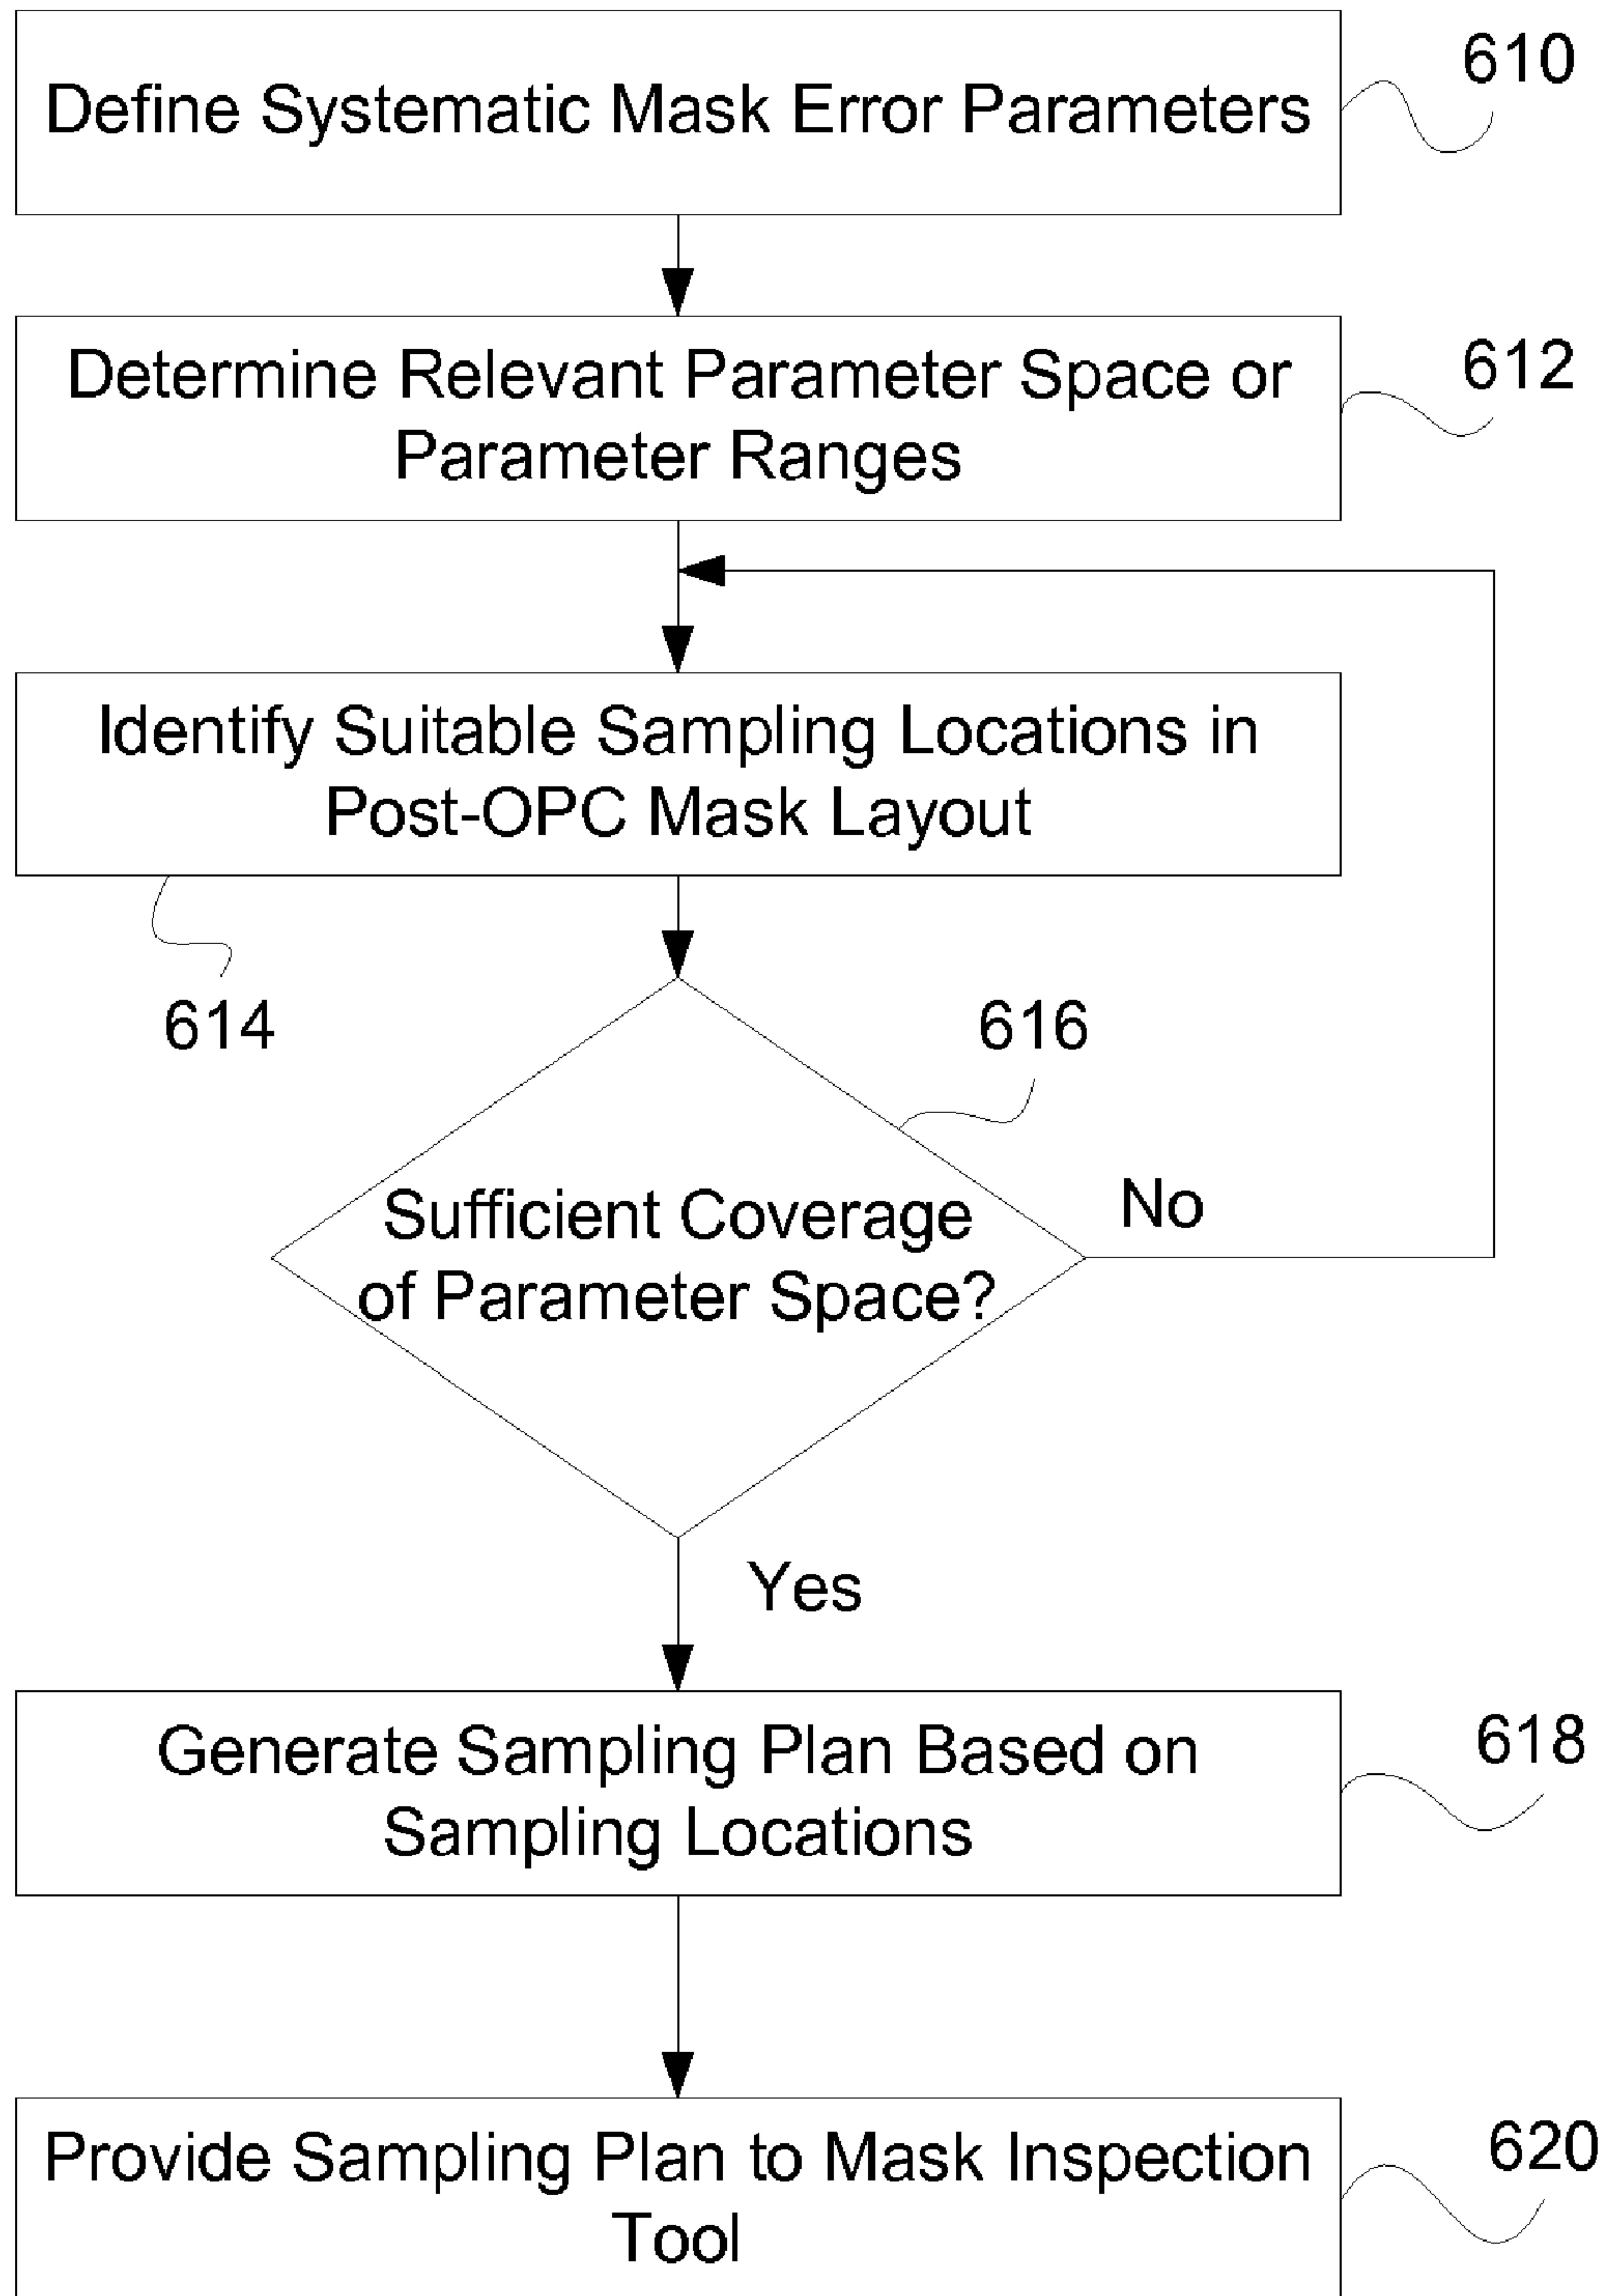 Define Systematic Mask Error Parameters
610
Determine Relevant Parameter Space or
Parameter Ranges
612
Identify Suitable Sampling Locations in
Post-OPC Mask Layout
614
616
Sufficient Coverage
of Parameter Space?
No
Yes
Generate Sampling Plan Based on
Sampling Locations
618
Provide Sampling Plan to Mask Inspection
Tool
620